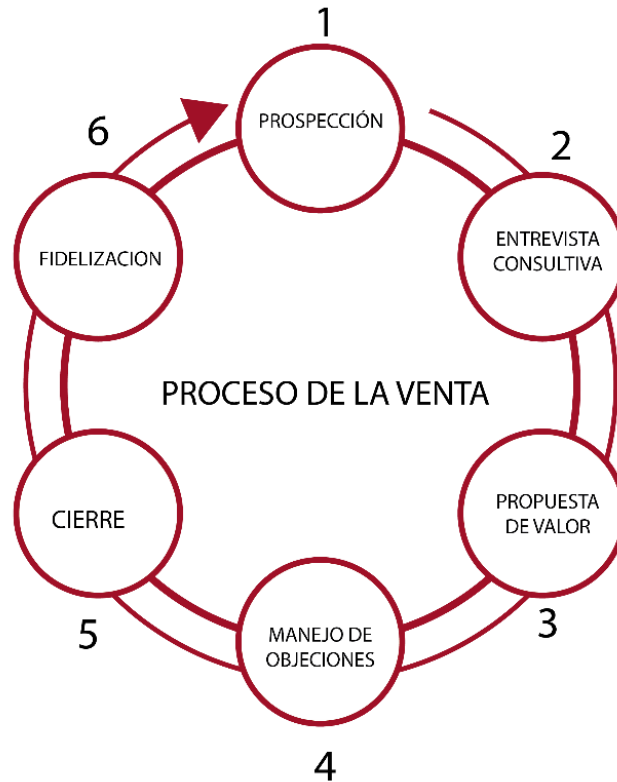 1
PROSPECCIÓN
2
ENTREVISTA
CONSULTIVA
PROPUESTA
DE VALOR
3
MANEJO DE
OBJECIONES
4
CIERRE
5
6
FIDELIZACION
PROCESO DE LA VENTA